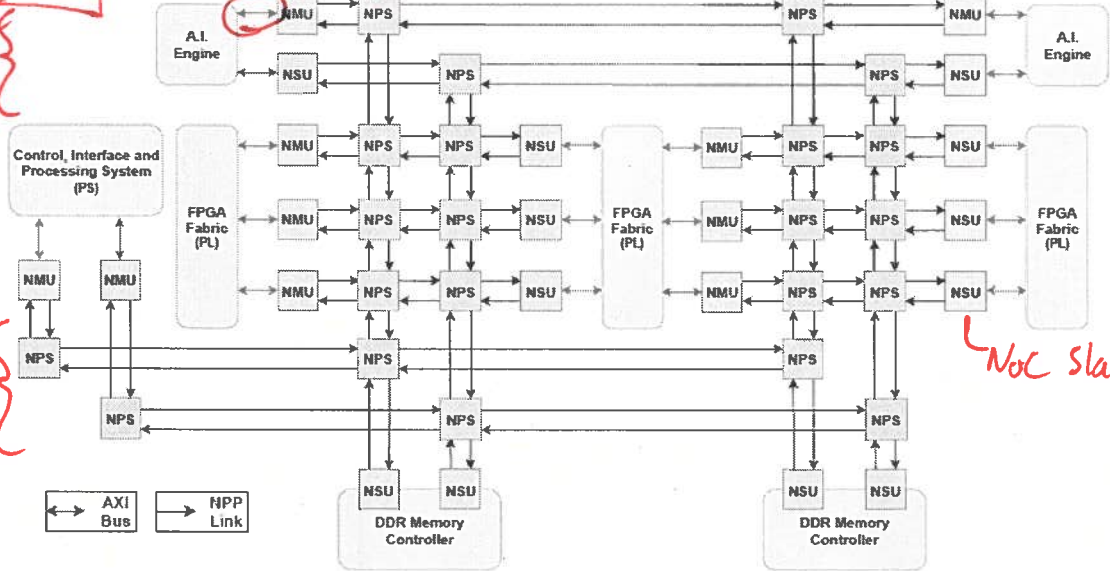 NMU NPS NPS NMU
A.I.
Engine
A.I.
Engine
NSU NPS NPS NSU
Control, Interface and
Processing System
(PS)
NMU NPS NPS NSU NMU NPS NPS NSU
FPGA
Fabric
(PL)
NMU NPS NPS NSU
FPGA
Fabric
(PL)
NMU NPS NPS NSU
FPGA
Fabric
(PL)
NMU NMU
NMU NPS NPS NSU NMU NPS NPS NSU
NPS NPS NPS
NoC Sla
NPS NPS NPS
NSU NSU NSU NSU
AXI
Bus
NPP
Link
DDR Memory
Controller
DDR Memory
Controller